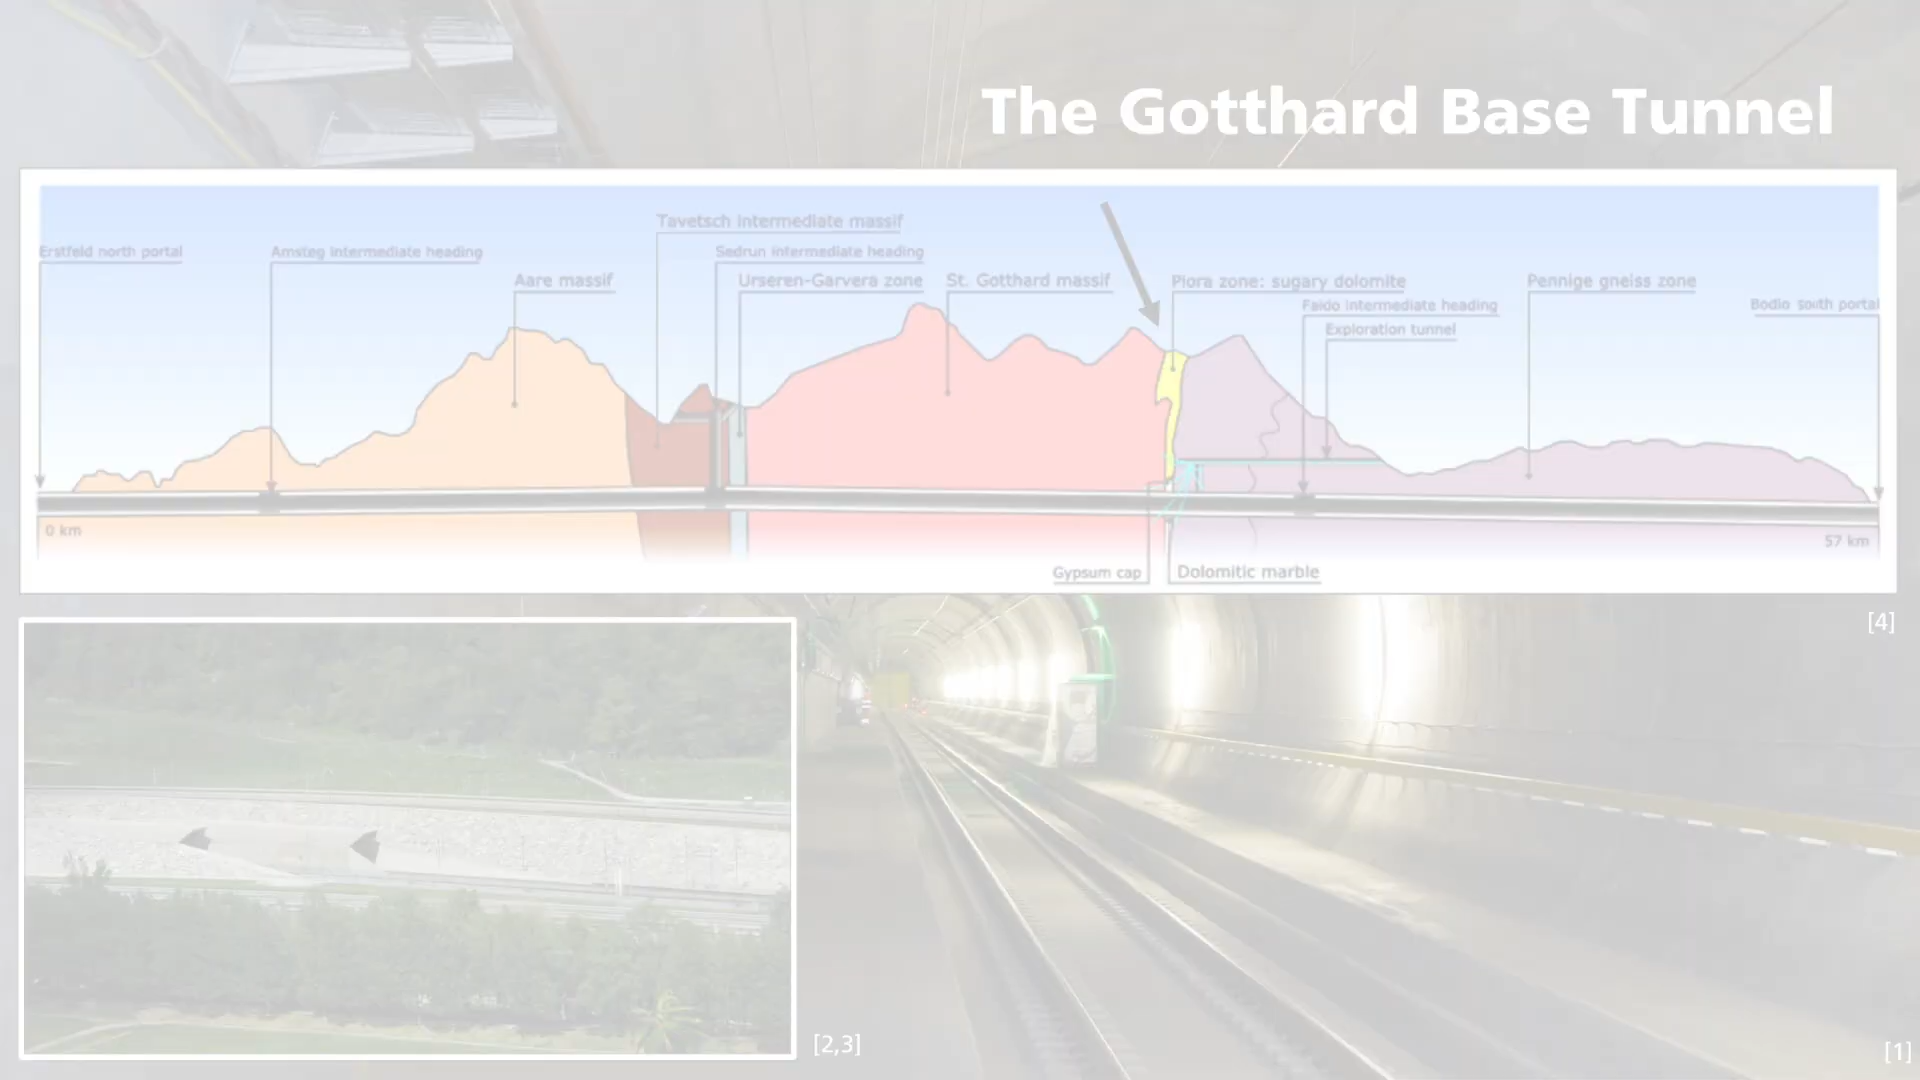 The Gotthard Base Tunnel
Tavetsch intermediate massif
Erstfeld north portal
Amsteg intermediate heading
Sedrun intermediate heading
Aare massif
Urseren-Garvera zone
St. Gotthard massif
Piora zone: sugary dolomite
Pennige gneiss zone
Faido intermediate heading
Bodio south portal
Exploration tunnel
0 km
57 km
Gypsum cap
Dolomitic marble
[4]
[2,3]
[1]